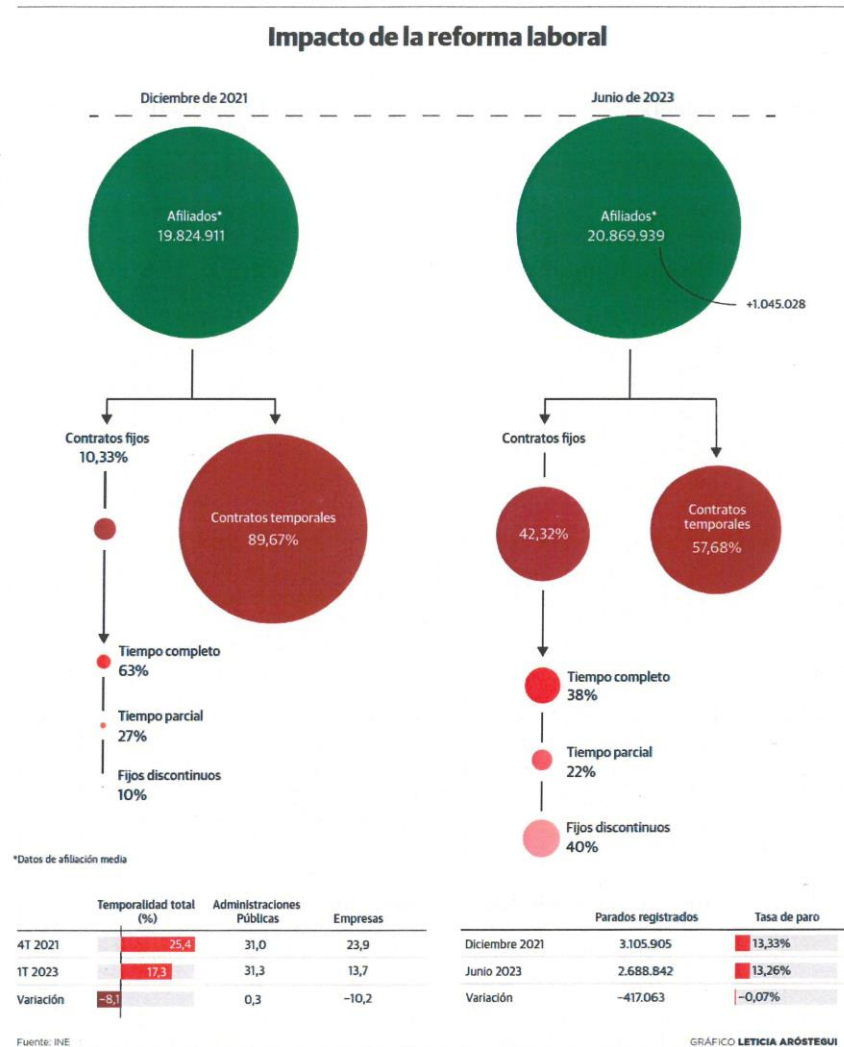 Impacto de la reforma laboral
Diciembre de 2021
Afiliados*
19.824.911
Contratos fijos
10,33%
Contratos temporales
89,67%
Tiempo completo
63%
Tiempo parcial
27%
Fijos discontinuos
10%
Junio de 2023
Afiliados*
20.869.939
+1.045.028
Contratos fijos
42,32%
Contratos
temporales
57,68%
Tiempo completo
38%
Tiempo parcial
22%
Fijos discontinuos
40%
*Datos de afiliación media
Temporalidad total
(%)
Administraciones
Públicas
Empresas
4T 2021 25,4 31,0 23,9
1T 2023 17,3 31,3 13,7
Variación −8,1 0,3 −10,2
Parados registrados Tasa de paro
Diciembre 2021 3.105.905 13,33%
Junio 2023 2.688.842 13,26%
Variación −417.063 −0,07%
Fuente: INE
GRÁFICO LETICIA ARÓSTEGUI